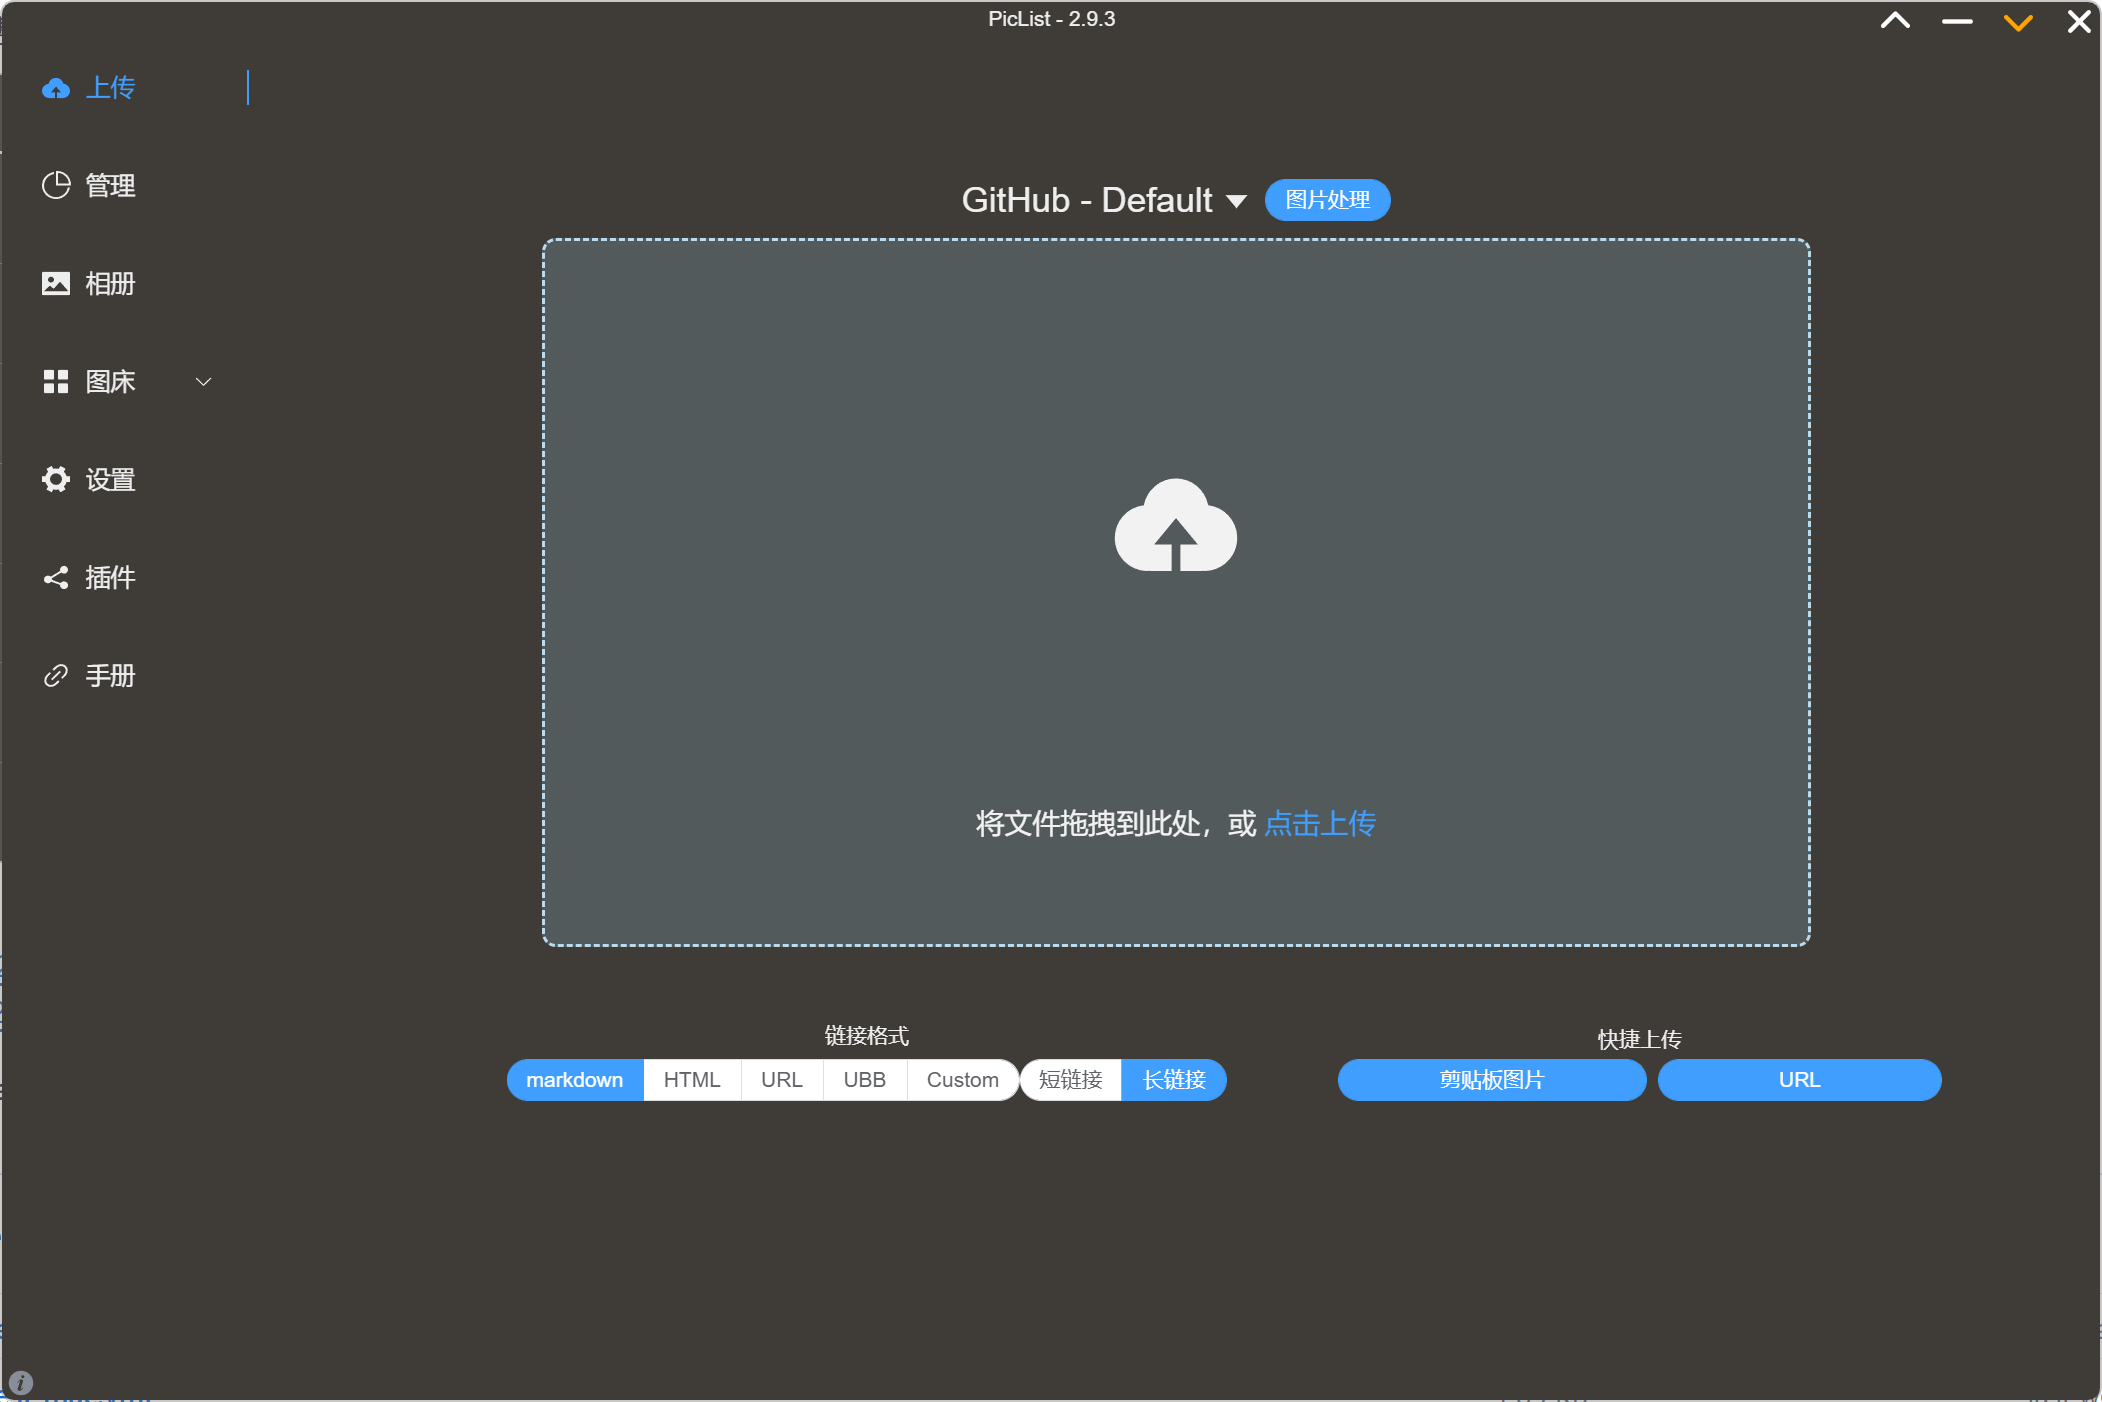 PicList - 2.9.3
上传
管理
相册
图床
设置
插件
手册
GitHub - Default
图片处理
将文件拖拽到此处，或 点击上传
链接格式
markdown HTML URL UBB Custom 短链接 长链接
快捷上传
剪贴板图片 URL